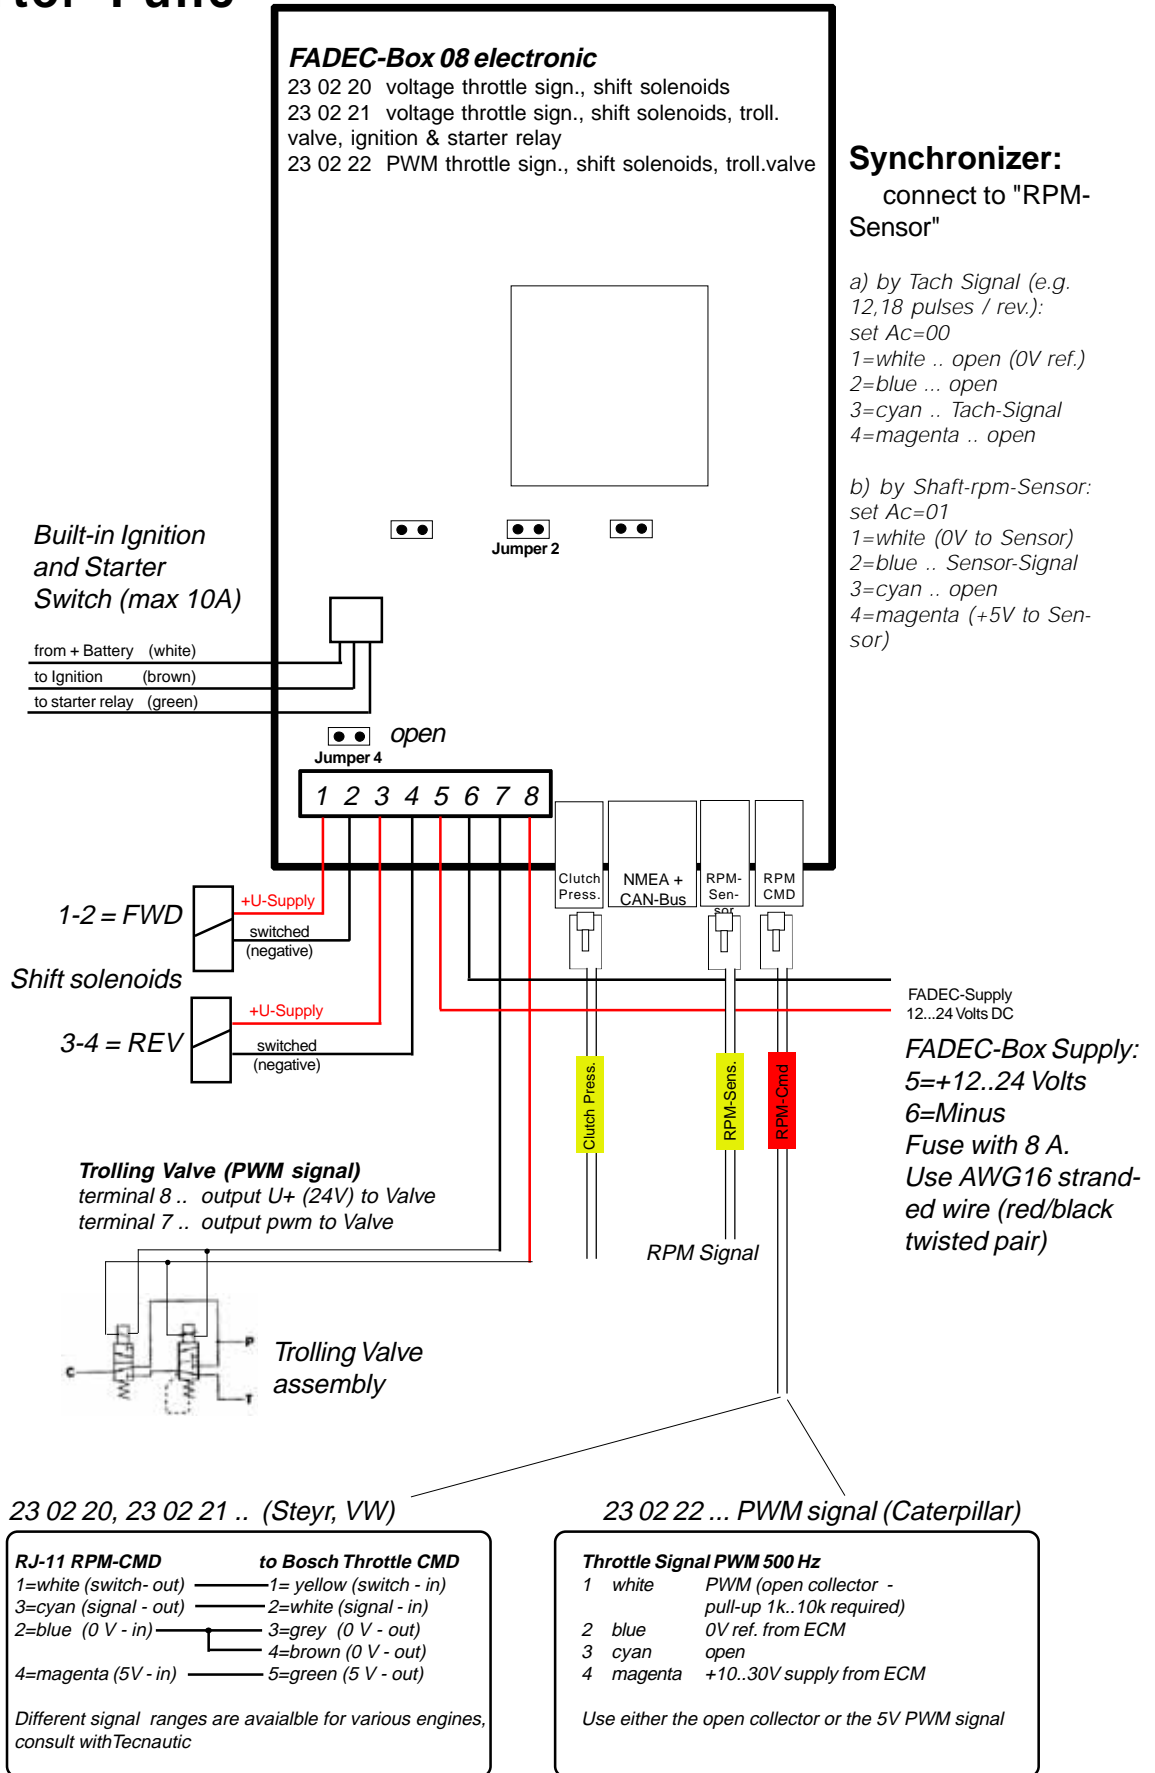 FADEC-Box 08 electronic
23 02 20 voltage throttle sign., shift solenoids
23 02 21 voltage throttle sign., shift solenoids, troll.
valve, ignition & starter relay
23 02 22 PWM throttle sign., shift solenoids, troll.valve
Synchronizer:
connect to "RPM-
Sensor"
a) by Tach Signal (e.g.
12,18 pulses / rev.):
set Ac=00
1=white .. open (0V ref.)
2=blue ... open
3=cyan .. Tach-Signal
4=magenta .. open
b) by Shaft-rpm-Sensor:
set Ac=01
1=white (0V to Sensor)
2=blue .. Sensor-Signal
3=cyan .. open
4=magenta (+5V to Sen-
sor)
Jumper 2
Built-in Ignition
and Starter
Switch (max 10A)
from + Battery (white)
to Ignition (brown)
to starter relay (green)
open
Jumper 4
1 2 3 4 5 6 7 8
Clutch
Press.
NMEA +
CAN-Bus
RPM-
Sen-
sor
RPM
CMD
1-2 = FWD
+U-Supply
switched
(negative)
Shift solenoids
3-4 = REV
+U-Supply
switched
(negative)
FADEC-Supply
12...24 Volts DC
FADEC-Box Supply:
5=+12..24 Volts
6=Minus
Fuse with 8 A.
Use AWG16 strand-
ed wire (red/black
twisted pair)
Clutch Press.
RPM-Sens.
RPM-Cmd
Trolling Valve (PWM signal)
terminal 8 .. output U+ (24V) to Valve
terminal 7 .. output pwm to Valve
RPM Signal
C
P
T
Trolling Valve
assembly
23 02 20, 23 02 21 .. (Steyr, VW)
RJ-11 RPM-CMD to Bosch Throttle CMD
1=white (switch- out) 1= yellow (switch - in)
3=cyan (signal - out) 2=white (signal - in)
2=blue (0 V - in) 3=grey (0 V - out)
4=brown (0 V - out)
4=magenta (5V - in) 5=green (5 V - out)
Different signal ranges are avaialble for various engines,
consult withTecnautic
23 02 22 ... PWM signal (Caterpillar)
Throttle Signal PWM 500 Hz
1 white PWM (open collector -
pull-up 1k..10k required)
2 blue 0V ref. from ECM
3 cyan open
4 magenta +10..30V supply from ECM
Use either the open collector or the 5V PWM signal